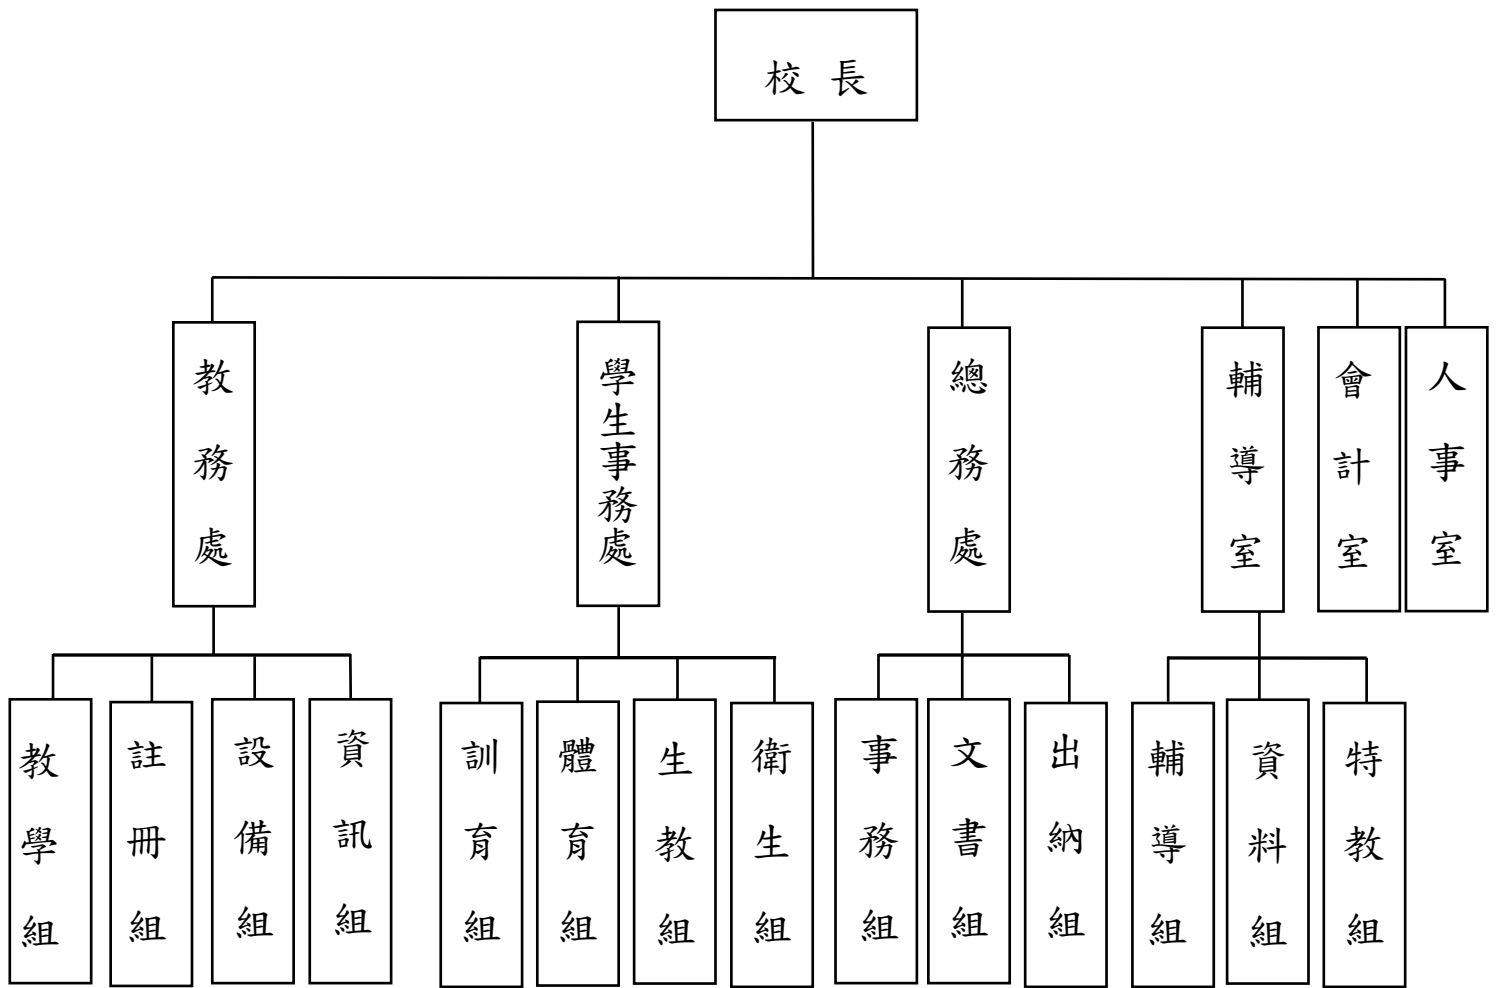 校長
教務處
學生事務處
總務處
輔導室
會計室
人事室
教學組
註冊組
設備組
資訊組
訓育組
體育組
生教組
衛生組
事務組
文書組
出納組
輔導組
資料組
特教組